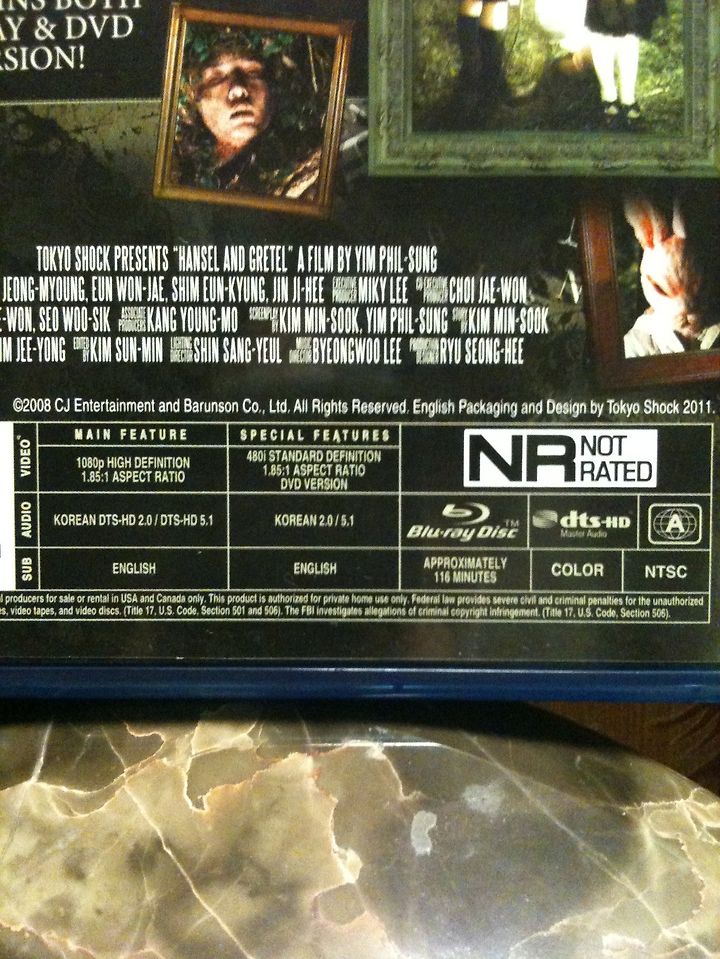 BOTH
& DVD
SION!
TOKYO SHOCK PRESENTS "HANSEL AND GRETEL" A FILM BY YIM PHIL-SUNG
JEONG-MYOUNG, EUN WON-JAE, SHIM EUN-KYUNG, JIN JI-HEE EXECUTIVE PRODUCER MIKY LEE CO-EXECUTIVE PRODUCER CHOI JAE-WON,
E-WON, SEO WOO-SIK ASSOCIATE PRODUCER KANG YOUNG-MO SCREENPLAY BY KIM MIN-SOOK, YIM PHIL-SUNG STORY BY KIM MIN-SOOK
IM JEE-YONG EDITED BY KIM SUN-MIN LIGHTING DIRECTOR SHIN SANG-YEUL MUSIC DIRECTOR BYEONGWOO LEE PRODUCTION DESIGNER RYU SEONG-HEE
©2008 CJ Entertainment and Barunson Co., Ltd. All Rights Reserved. English Packaging and Design by Tokyo Shock 2011.
MAIN FEATURE
SPECIAL FEATURES
VIDEO
1080p HIGH DEFINITION
1.85:1 ASPECT RATIO
480i STANDARD DEFINITION
1.85:1 ASPECT RATIO
DVD VERSION
NR NOT RATED
AUDIO
KOREAN DTS-HD 2.0 / DTS-HD 5.1
KOREAN 2.0 / 5.1
Blu-ray Disc™
dts-HD
Master Audio
A
SUB
ENGLISH
ENGLISH
APPROXIMATELY
116 MINUTES
COLOR
NTSC
l producers for sale or rental in USA and Canada only. This product is authorized for private home use only. Federal law provides severe civil and criminal penalties for the unauthorized
es, video tapes, and video discs. (Title 17, U.S. Code, Section 501 and 506). The FBI investigates allegations of criminal copyright infringement. (Title 17, U.S. Code, Section 506).